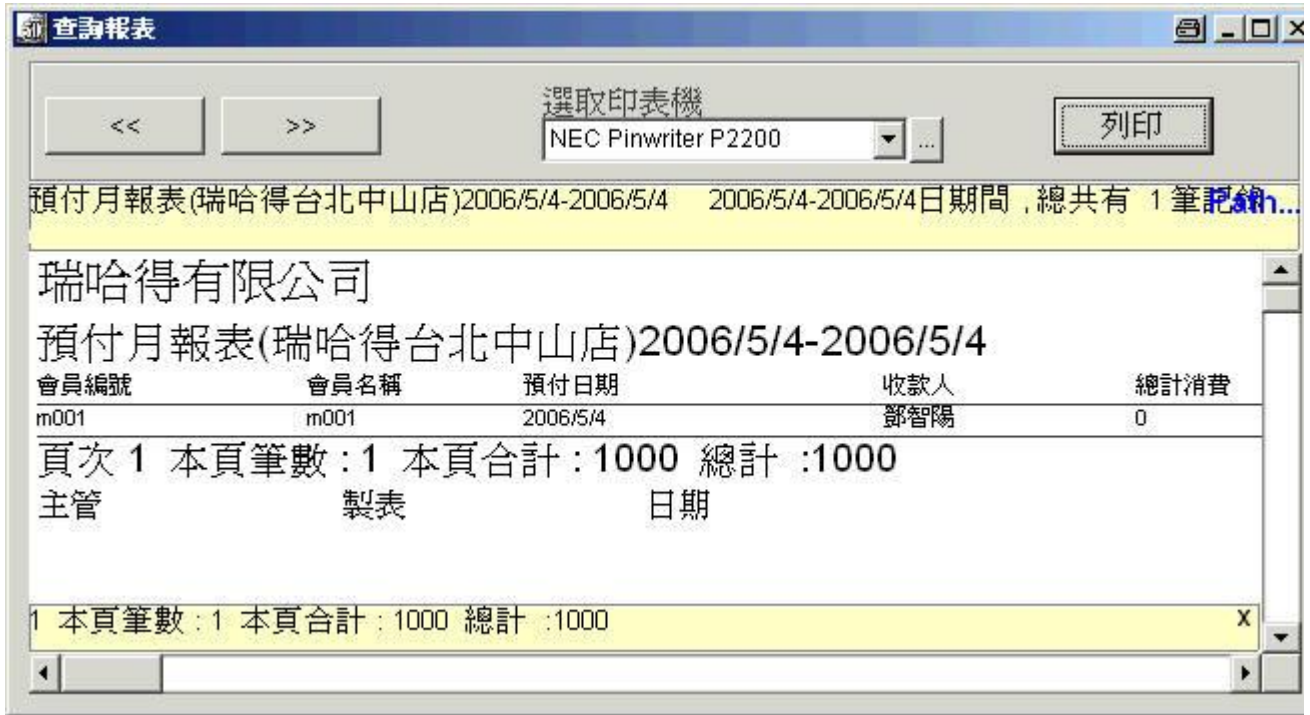 查詢報表
<< >> 選取印表機
NEC Pinwriter P2200 ... 列印
預付月報表(瑞哈得台北中山店)2006/5/4-2006/5/4 2006/5/4-2006/5/4日期間 , 總共有 1 筆記錄 Path...
瑞哈得有限公司
預付月報表(瑞哈得台北中山店)2006/5/4-2006/5/4
會員編號 會員名稱 預付日期 收款人 總計消費
m001 m001 2006/5/4 鄧智陽 0
頁次 1 本頁筆數 : 1 本頁合計 : 1000 總計 :1000
主管 製表 日期
1 本頁筆數 : 1 本頁合計 : 1000 總計 :1000 X